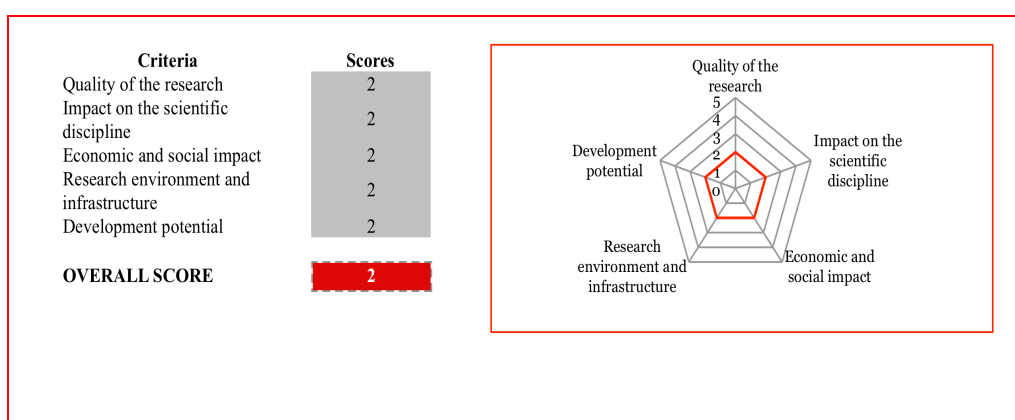 Criteria Scores
Quality of the research 2
Impact on the scientific
discipline 2
Economic and social impact 2
Research environment and
infrastructure 2
Development potential 2
OVERALL SCORE 2
Quality of the
research
5
4
3
2
1
0
Impact on the
scientific
discipline
Economic and
social impact
Research
environment and
infrastructure
Development
potential